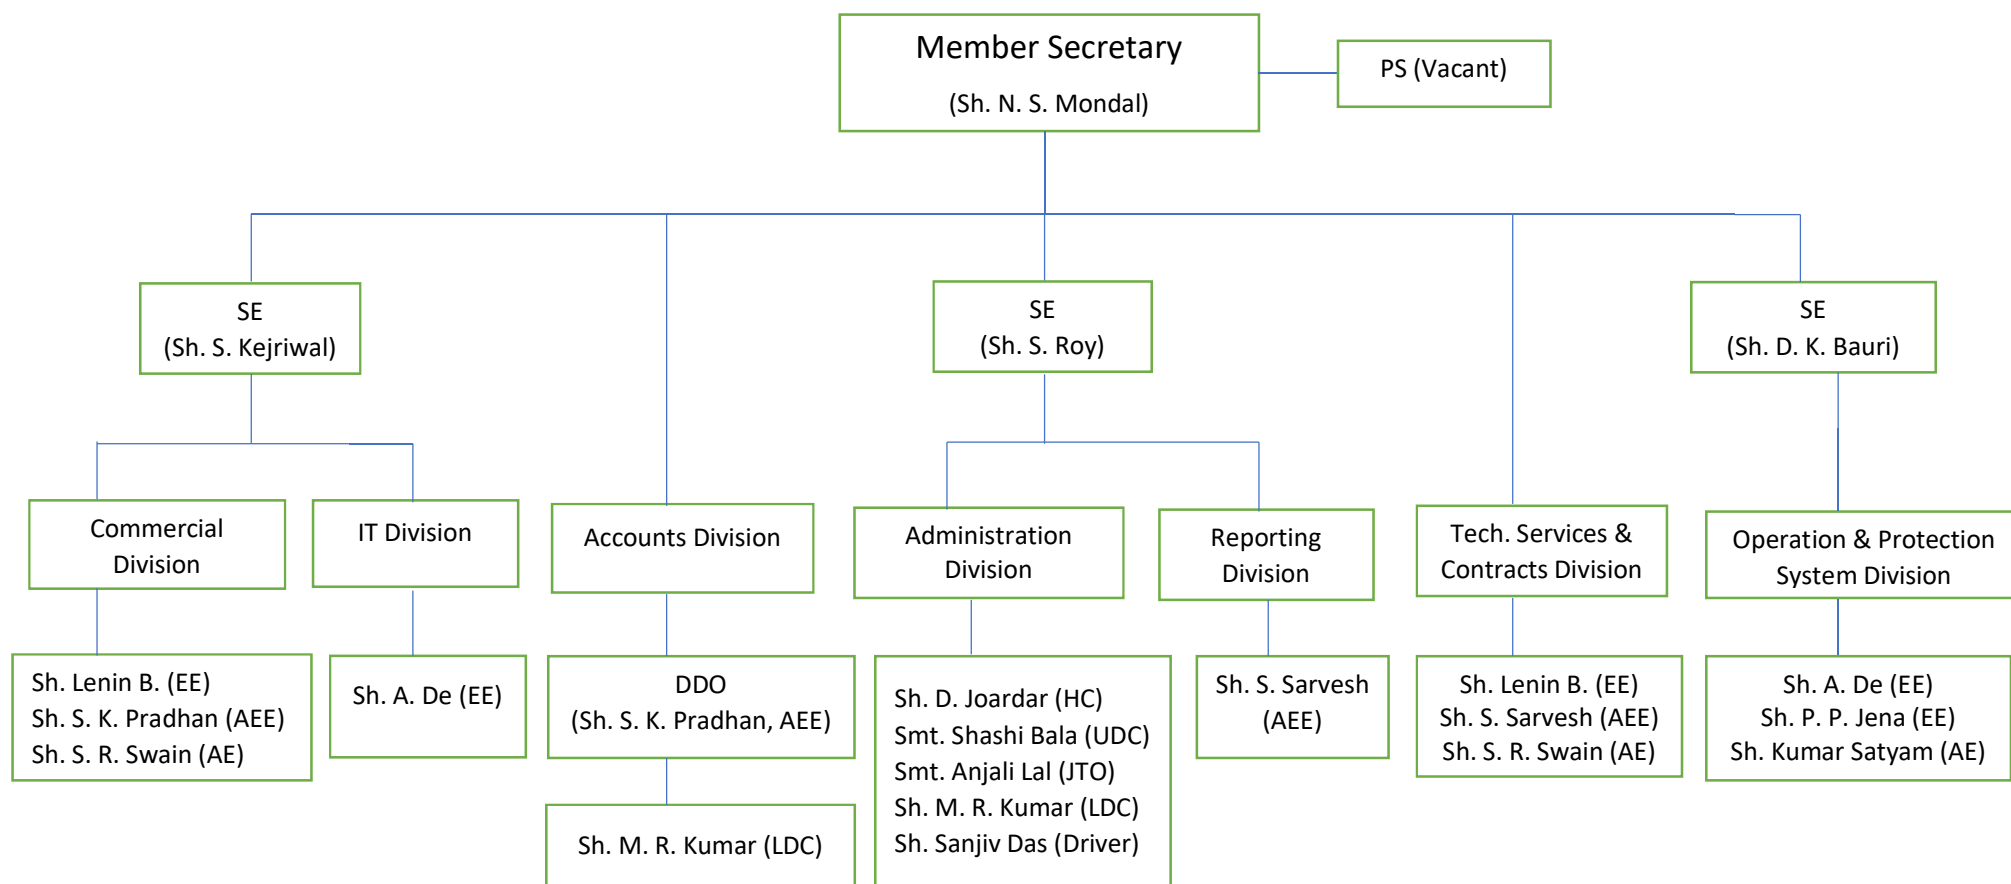 Member Secretary
(Sh. N. S. Mondal)
PS (Vacant)
SE
(Sh. S. Kejriwal)
SE
(Sh. S. Roy)
SE
(Sh. D. K. Bauri)
Commercial
Division
IT Division
Accounts Division
Administration
Division
Reporting
Division
Tech. Services &
Contracts Division
Operation & Protection
System Division
Sh. Lenin B. (EE)
Sh. S. K. Pradhan (AEE)
Sh. S. R. Swain (AE)
Sh. A. De (EE)
DDO
(Sh. S. K. Pradhan, AEE)
Sh. M. R. Kumar (LDC)
Sh. D. Joardar (HC)
Smt. Shashi Bala (UDC)
Smt. Anjali Lal (JTO)
Sh. M. R. Kumar (LDC)
Sh. Sanjiv Das (Driver)
Sh. S. Sarvesh
(AEE)
Sh. Lenin B. (EE)
Sh. S. Sarvesh (AEE)
Sh. S. R. Swain (AE)
Sh. A. De (EE)
Sh. P. P. Jena (EE)
Sh. Kumar Satyam (AE)